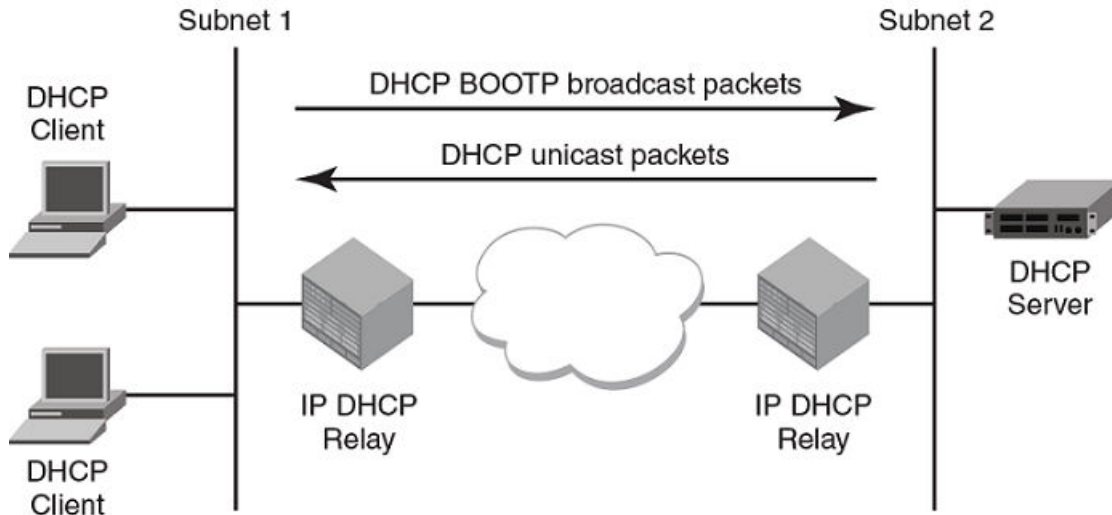 Subnet 1
Subnet 2
DHCP
Client
DHCP BOOTP broadcast packets
DHCP unicast packets
DHCP
Server
IP DHCP
Relay
IP DHCP
Relay
DHCP
Client